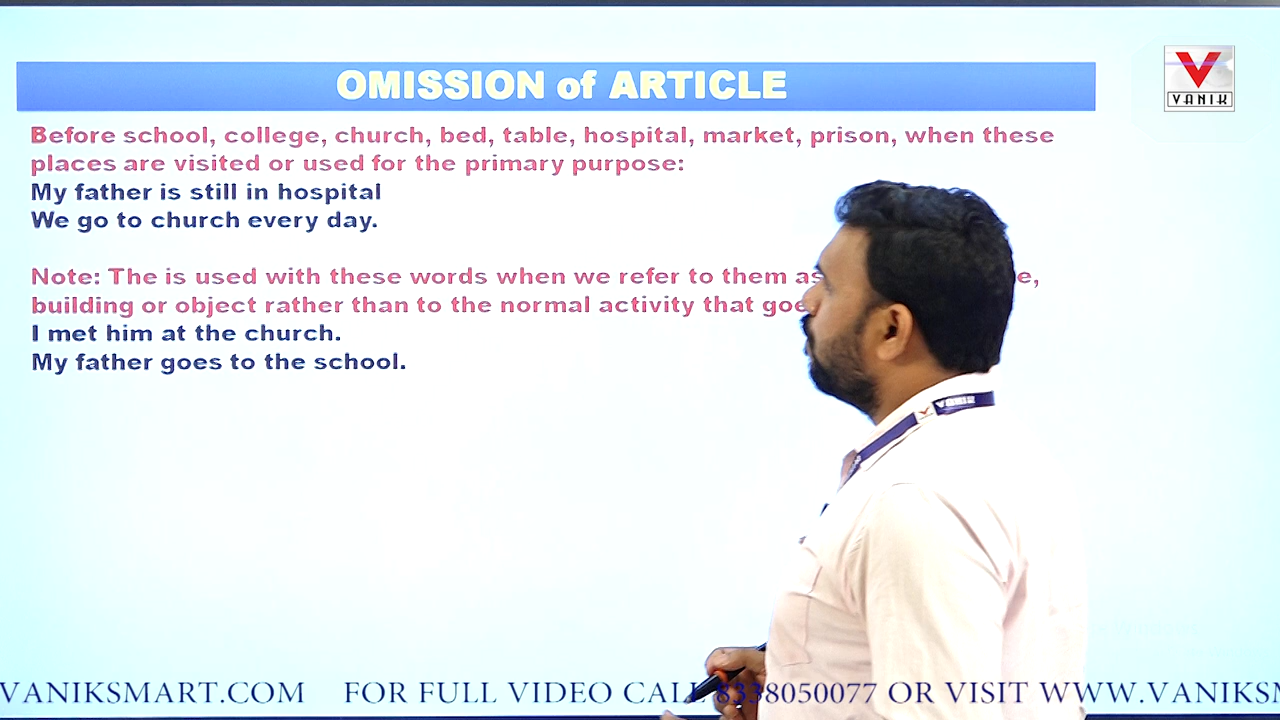 OMISSION of ARTICLE
VANIK
Before school, college, church, bed, table, hospital, market, prison, when these
places are visited or used for the primary purpose:
My father is still in hospital
We go to church every day.
Note: The is used with these words when we refer to them as
building or object rather than to the normal activity that
I met him at the church.
My father goes to the school.
VANIKSMART.COM FOR FULL VIDEO CALL 8338050077 OR VISIT WWW.VANIKSM